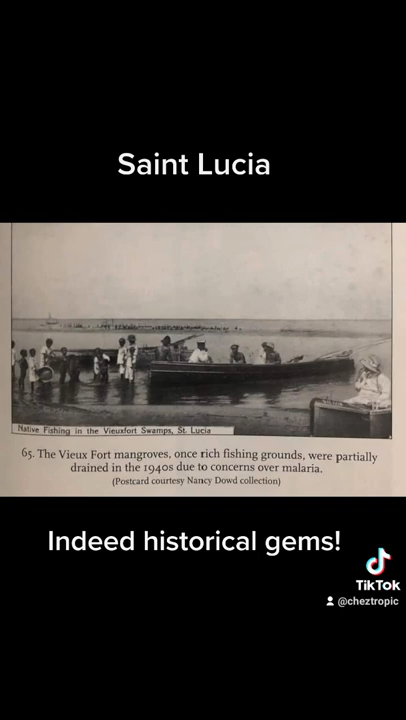 Saint Lucia
Native Fishing in the Vieuxfort Swamps, St. Lucia
65. The Vieux Fort mangroves, once rich fishing grounds, were partially
drained in the 1940s due to concerns over malaria.
(Postcard courtesy Nancy Dowd collection)
Indeed historical gems!
TikTok
@cheztropic